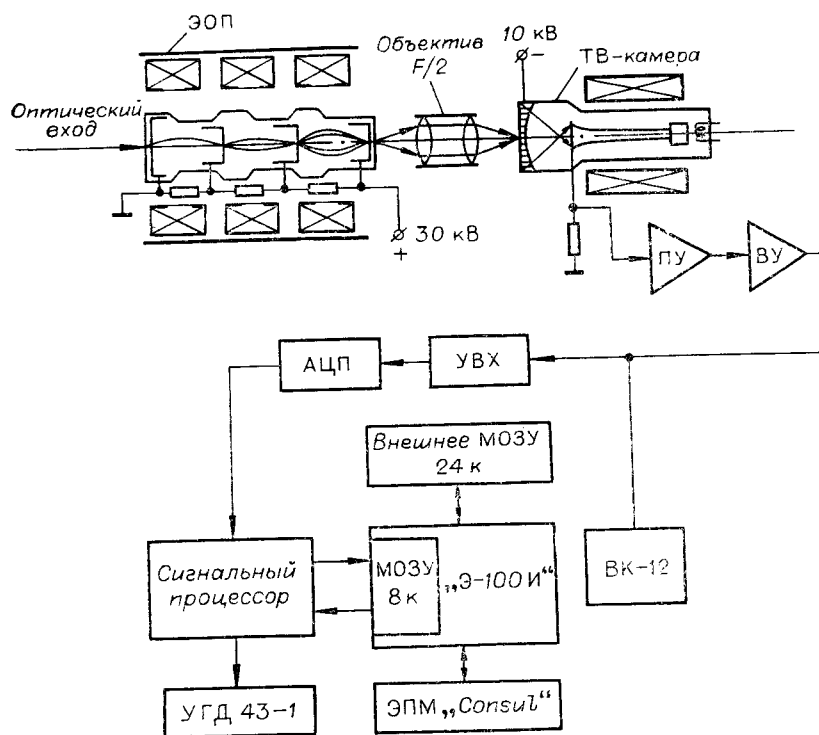 ЭОП
Оптический
вход
Объектив
F/2
10 кВ
−
ТВ-камера
30 кВ
+
ПУ
ВУ
АЦП
УВХ
Внешнее МОЗУ
24 к
Сигнальный
процессор
МОЗУ
8 к
„Э-100 И“
ВК-12
УГД 43-1
ЭПМ „Consul“